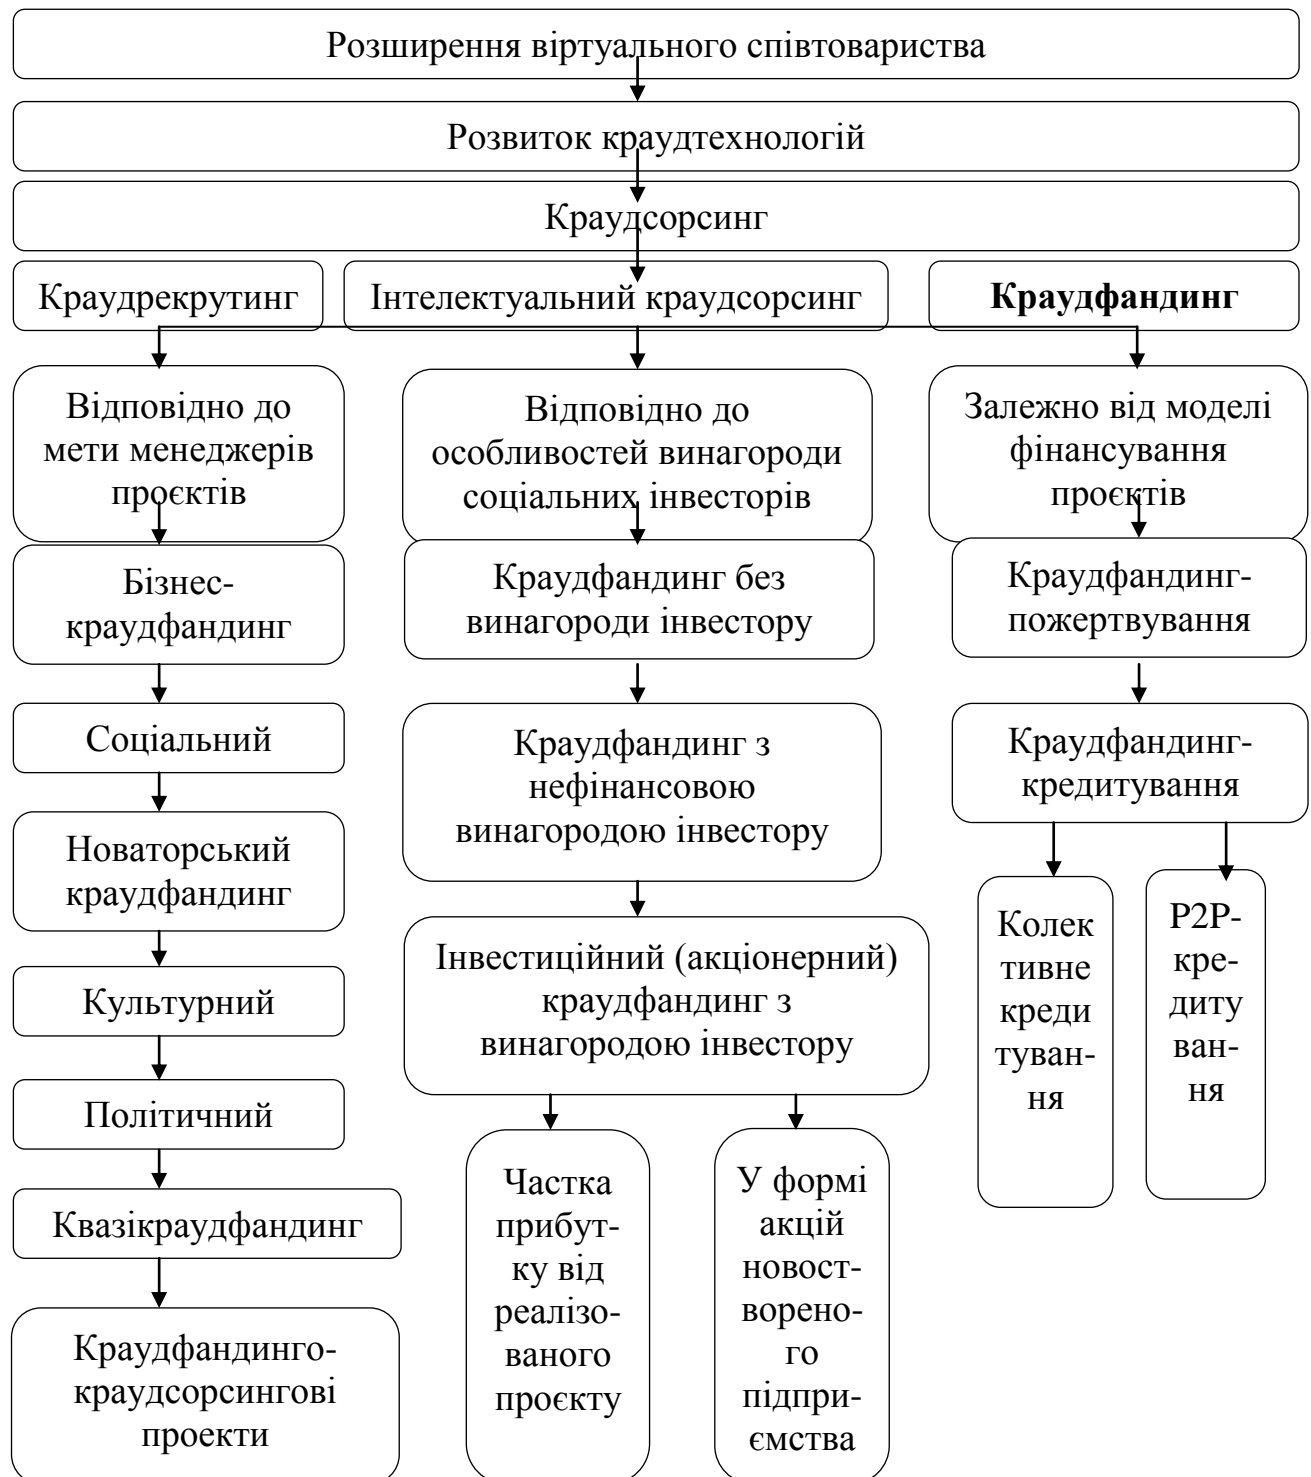 Розширення віртуального співтовариства
Розвиток краудтехнологій
Краудсорсинг
Краудрекрутинг
Інтелектуальний краудсорсинг
Краудфандинг
Відповідно до
мети менеджерів
проєктів
Бізнес-
краудфандинг
Соціальний
Новаторський
краудфандинг
Культурний
Політичний
Квазікраудфандинг
Краудфандинго-
краудсорсингові
проекти
Відповідно до
особливостей винагороди
соціальних інвесторів
Краудфандинг без
винагороди інвестору
Краудфандинг з
нефінансовою
винагородою інвестору
Інвестиційний (акціонерний)
краудфандинг з
винагородою інвестору
Частка
прибут-
ку від
реалізо-
ваного
проєкту
У формі
акцій
новост-
ворено-
го
підпри-
ємства
Залежно від моделі
фінансування
проєктів
Краудфандинг-
пожертвування
Краудфандинг-
кредитування
Колек
тивне
креди
туван-
ня
P2P-
кре-
диту
ван-
ня